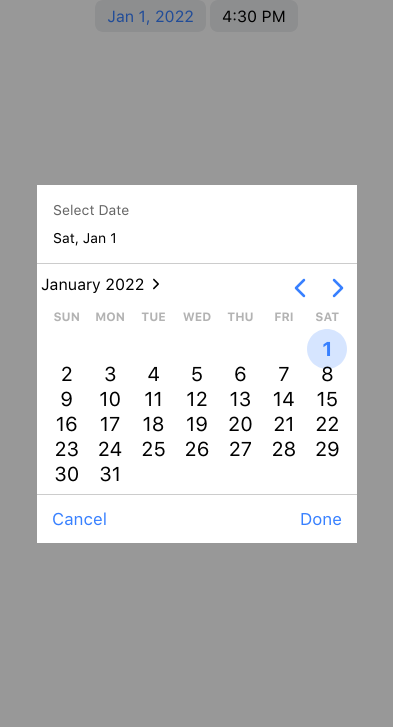 Jan 1, 2022 4:30 PM
Select Date
Sat, Jan 1
January 2022
SUN MON TUE WED THU FRI SAT
1
2 3 4 5 6 7 8
9 10 11 12 13 14 15
16 17 18 19 20 21 22
23 24 25 26 27 28 29
30 31
Cancel Done